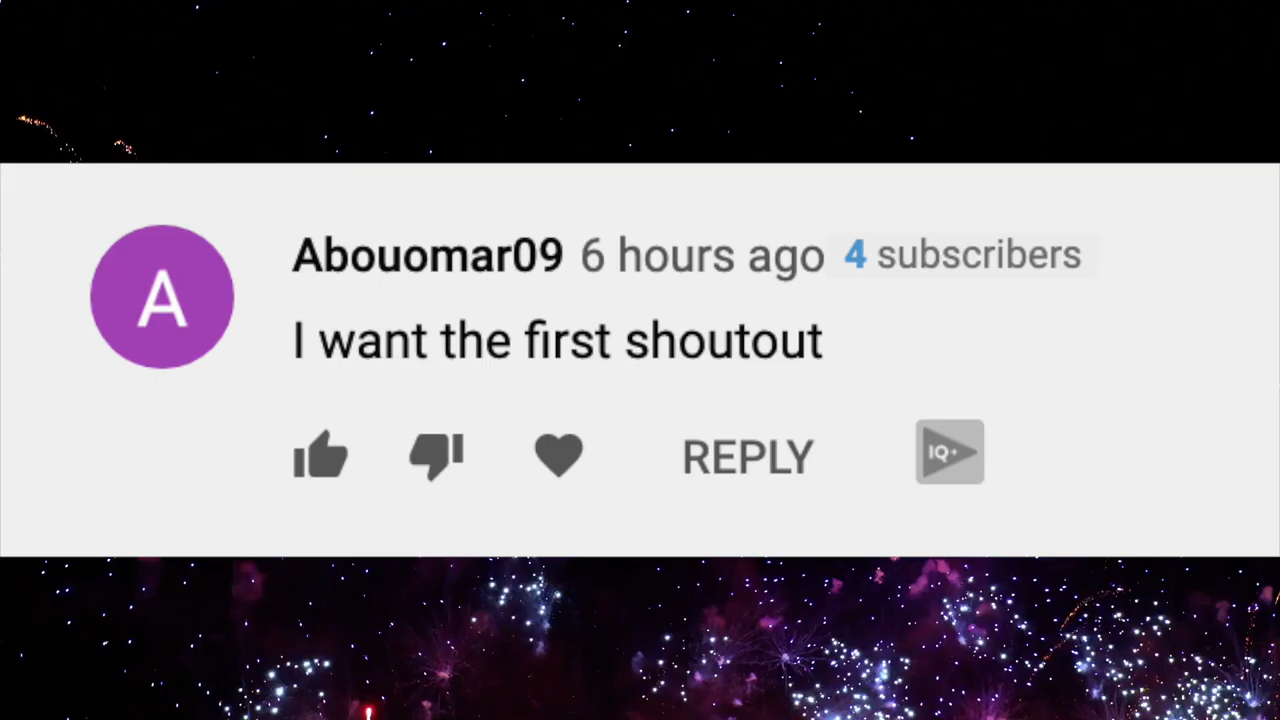 A
Abouomar09 6 hours ago 4 subscribers
I want the first shoutout
REPLY
IQ+